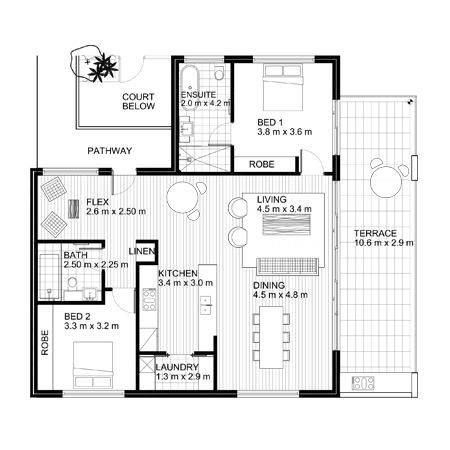 COURT
BELOW
ENSUITE
2.0 m x 4.2 m
BED 1
3.8 m x 3.6 m
PATHWAY
ROBE
FLEX
2.6 m x 2.50 m
LIVING
4.5 m x 3.4 m
TERRACE
10.6 m x 2.9 m
BATH
2.50 m x 2.25 m
LINEN
KITCHEN
3.4 m x 3.0 m
DINING
4.5 m x 4.8 m
BED 2
3.3 m x 3.2 m
ROBE
LAUNDRY
1.3 m x 2.9 m